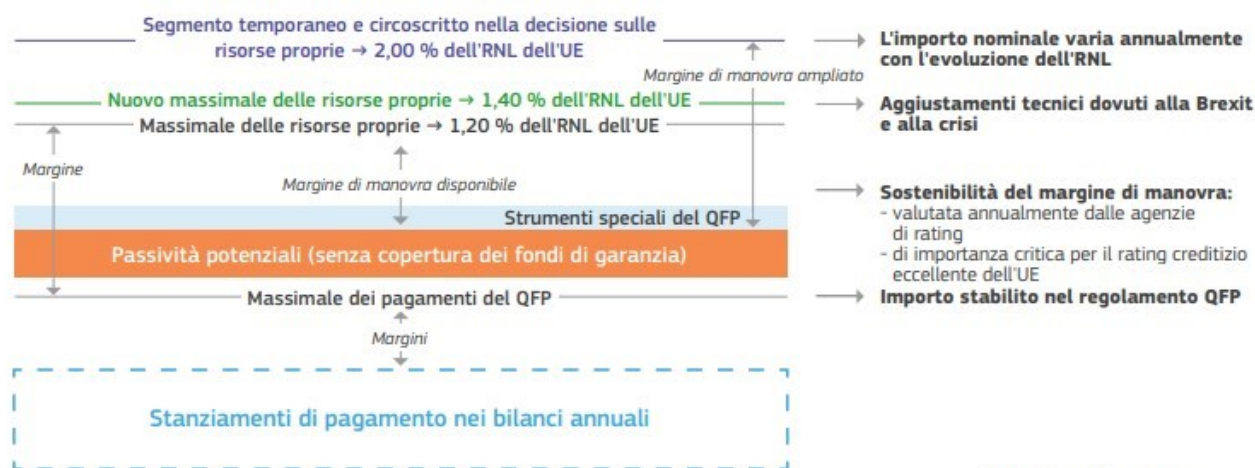 Segmento temporaneo e circoscritto nella decisione sulle
risorse proprie → 2,00 % dell'RNL dell'UE
L'importo nominale varia annualmente
con l'evoluzione dell'RNL
Margine di manovra ampliato
Nuovo massimale delle risorse proprie → 1,40 % dell'RNL dell'UE
Aggiustamenti tecnici dovuti alla Brexit
e alla crisi
Massimale delle risorse proprie → 1,20 % dell'RNL dell'UE
Margine
Margine di manovra disponibile
Sostenibilità del margine di manovra:
- valutata annualmente dalle agenzie
di rating
- di importanza critica per il rating creditizio
eccellente dell'UE
Strumenti speciali del QFP
Passività potenziali (senza copertura dei fondi di garanzia)
Massimale dei pagamenti del QFP
Importo stabilito nel regolamento QFP
Margini
Stanziamenti di pagamento nei bilanci annuali